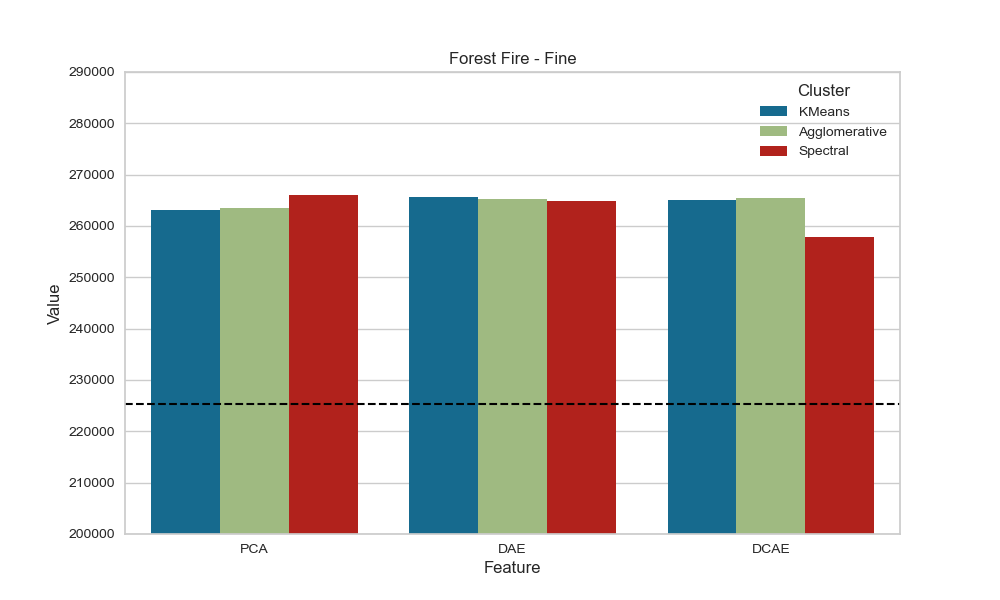 Forest Fire - Fine
290000
280000
270000
260000
250000
240000
230000
220000
210000
200000
Value
Cluster
KMeans
Agglomerative
Spectral
PCA
DAE
DCAE
Feature